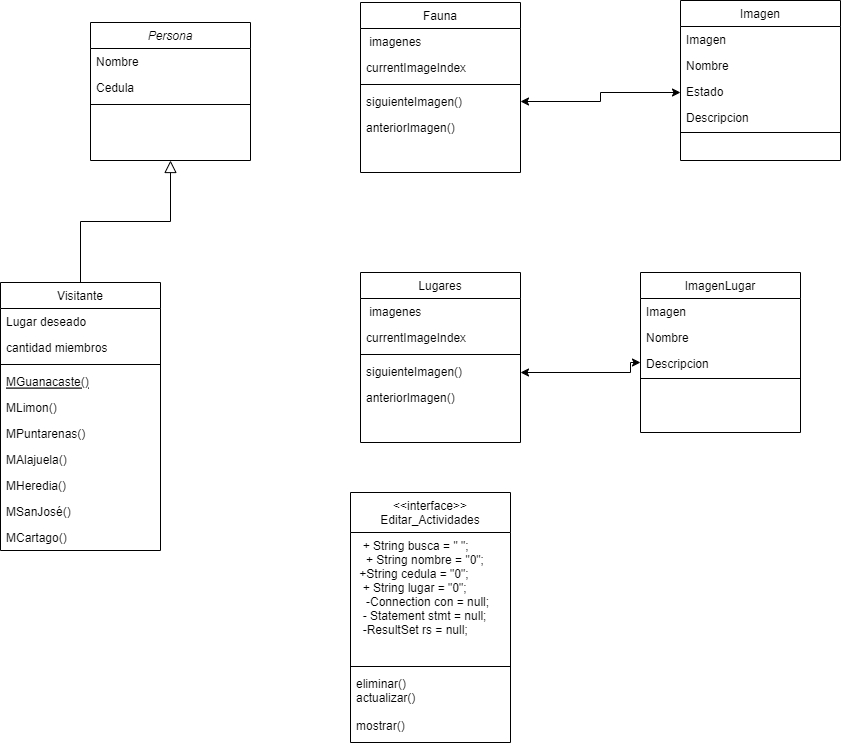 Persona
Nombre
Cedula
Fauna
imagenes
currentImageIndex
siguienteImagen()
anteriorImagen()
Imagen
Imagen
Nombre
Estado
Descripcion
Visitante
Lugar deseado
cantidad miembros
MGuanacaste()
MLimon()
MPuntarenas()
MAlajuela()
MHeredia()
MSanJosé()
MCartago()
Lugares
imagenes
currentImageIndex
siguienteImagen()
anteriorImagen()
ImagenLugar
Imagen
Nombre
Descripcion
<<interface>>
Editar_Actividades
+ String busca = " ";
+ String nombre = "0";
+String cedula = "0";
+ String lugar = "0";
-Connection con = null;
- Statement stmt = null;
-ResultSet rs = null;
eliminar()
actualizar()
mostrar()